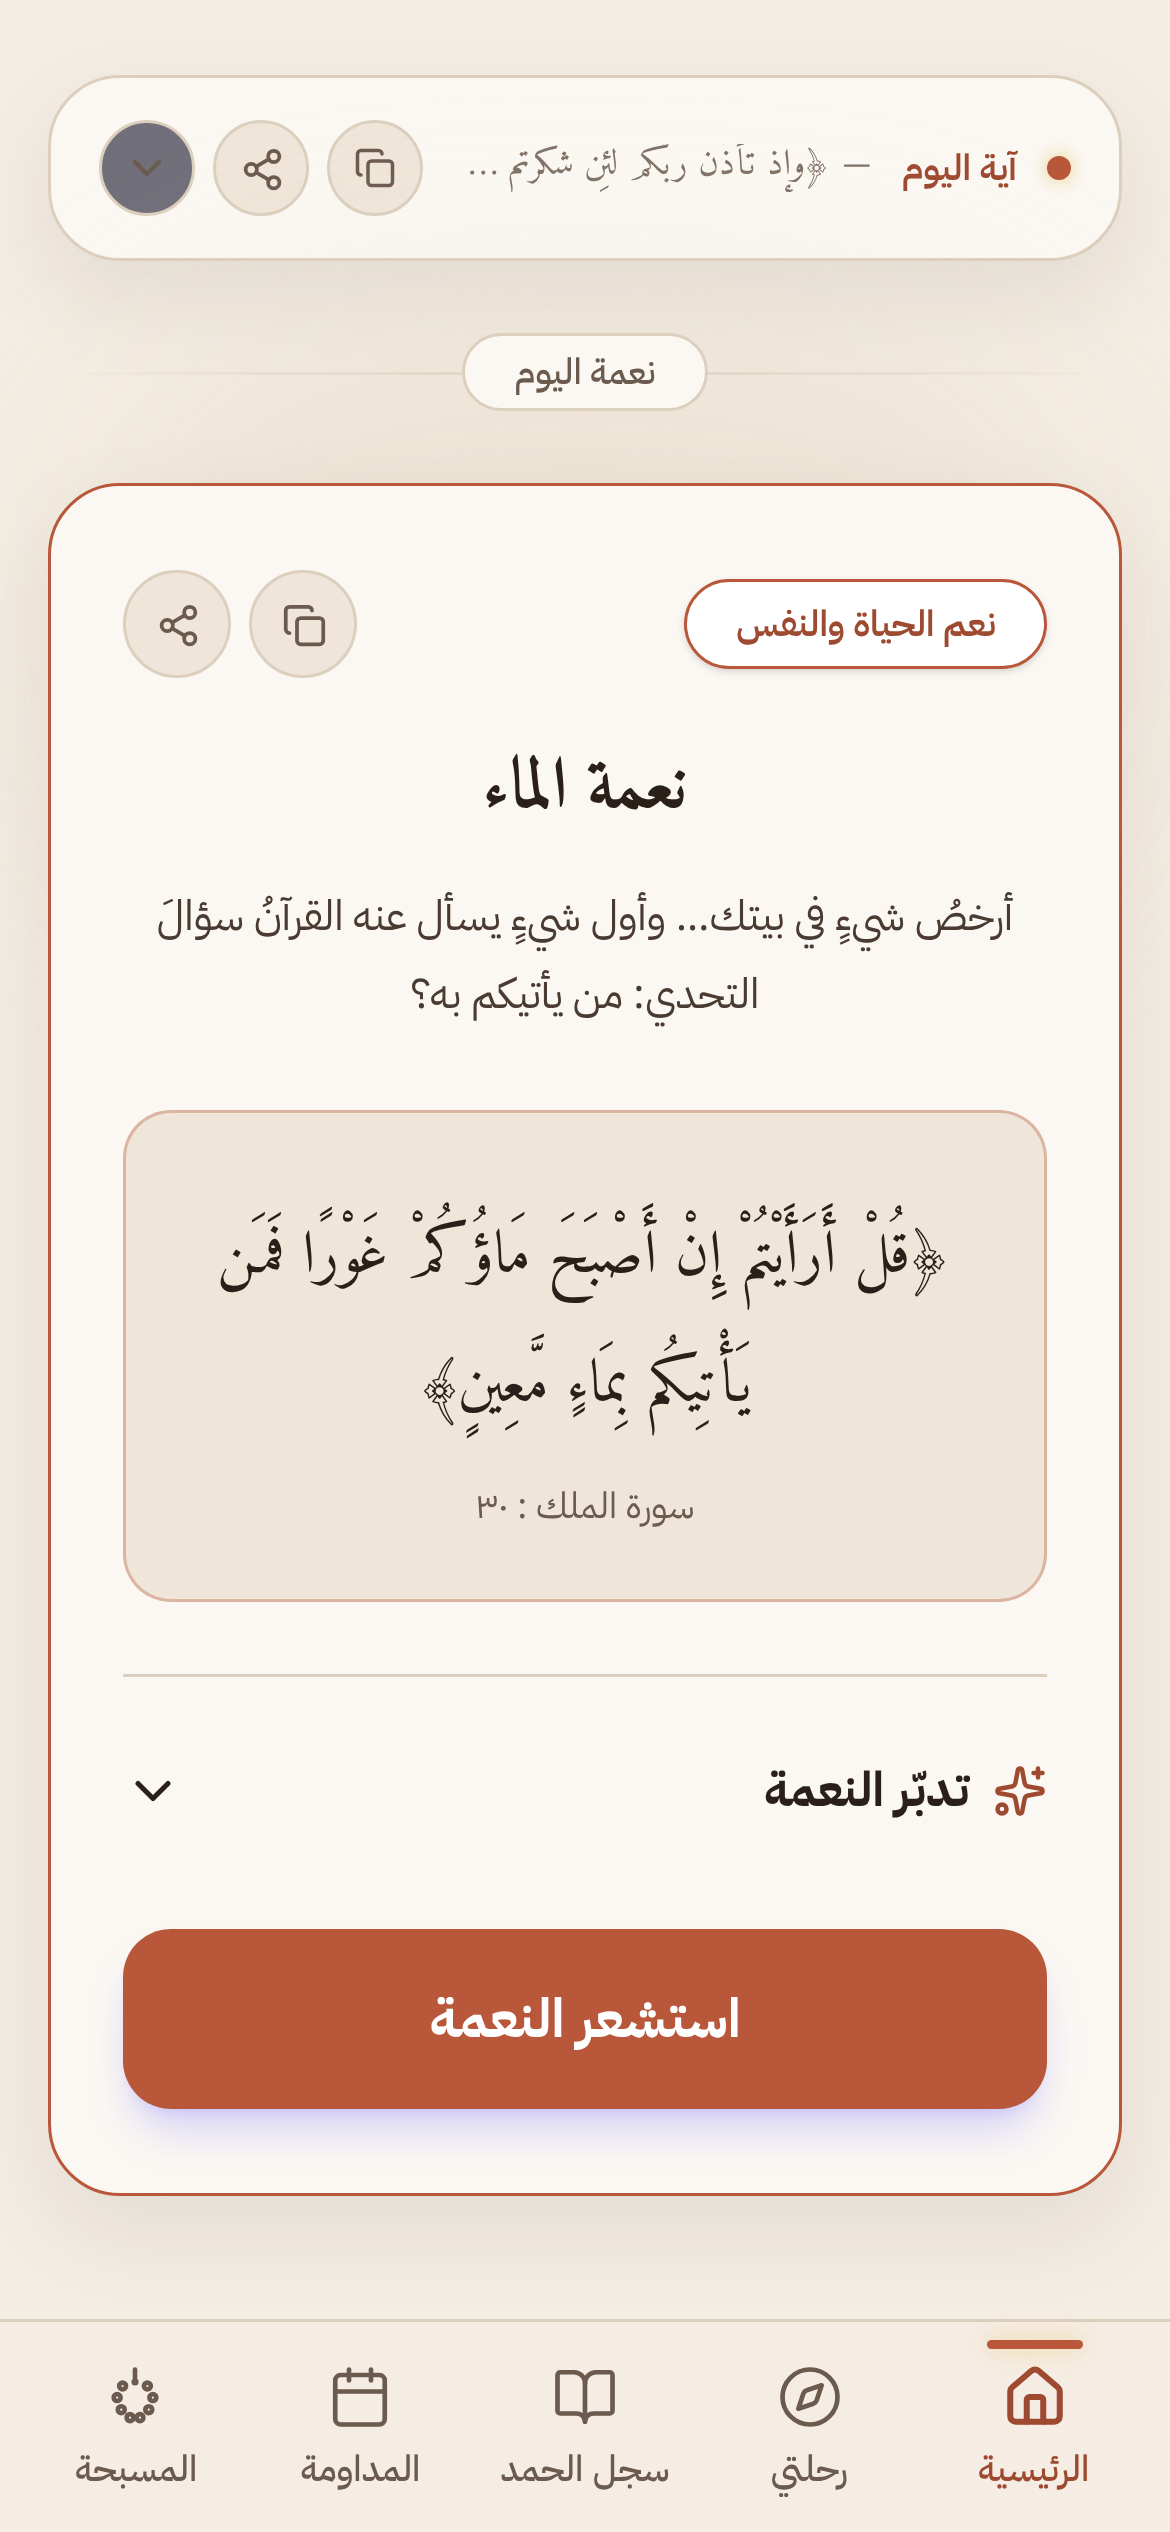 آية اليوم — ﴿وإذ تأذن ربكم لئن شكرتم ...
نعمة اليوم
نعم الحياة والنفس
نعمة الماء
أرخصُ شيءٍ في بيتك... وأول شيءٍ يسأل عنه القرآنُ سؤالَ
التحدي: من يأتيكم به؟
﴿قُلْ أَرَأَيْتُمْ إِنْ أَصْبَحَ مَاؤُكُمْ غَوْرًا فَمَن
يَأْتِيكُم بِمَاءٍ مَّعِينٍ﴾
سورة الملك : ٣٠
تدبّر النعمة
استشعر النعمة
الرئيسية
رحلتي
سجل الحمد
المداومة
المسبحة